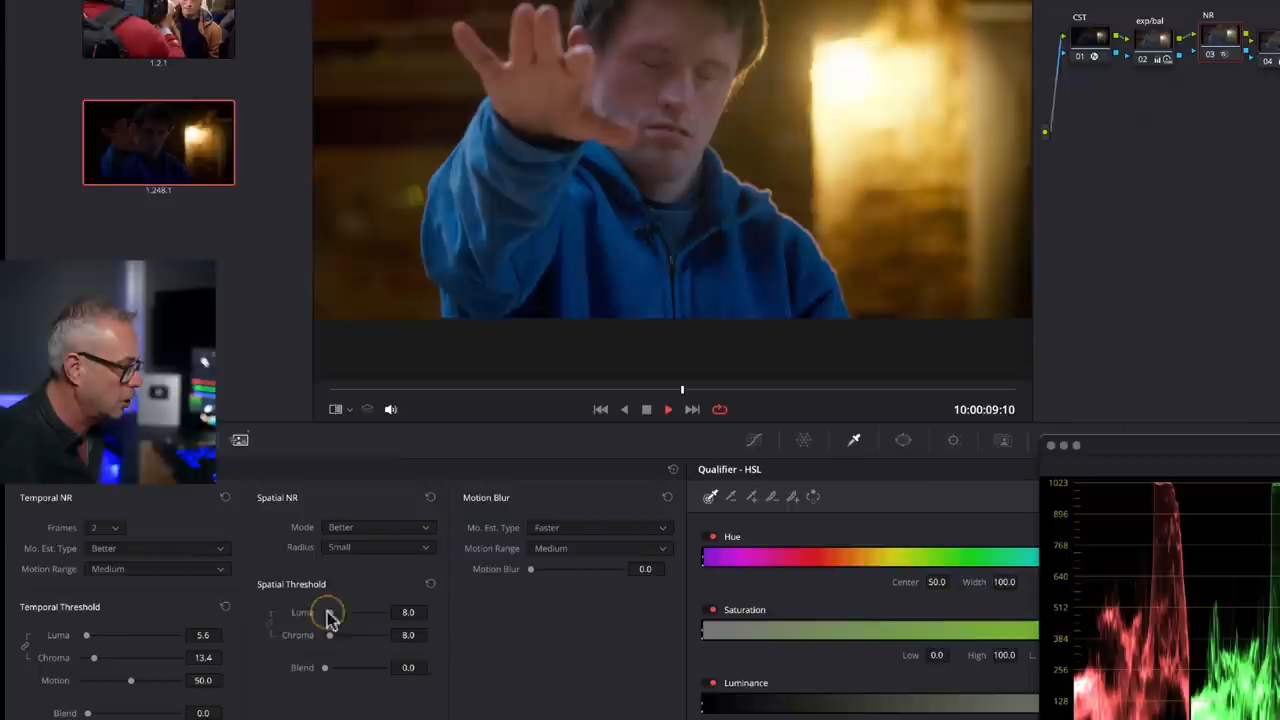 CST
exp/bal
NR
01
02
03
04
1.2.1
1.248.1
10:00:09:10
Temporal NR
Frames 2
Mo. Est. Type Better
Motion Range Medium
Temporal Threshold
Luma 5.6
Chroma 13.4
Motion 50.0
Blend 0.0
Spatial NR
Mode Better
Radius Small
Spatial Threshold
Luma 8.0
Chroma 8.0
Blend 0.0
Motion Blur
Mo. Est. Type Faster
Motion Range Medium
Motion Blur 0.0
Qualifier - HSL
Hue
Center 50.0 Width 100.0
Saturation
Low 0.0 High 100.0 L
Luminance
1023
896
768
640
512
384
256
128